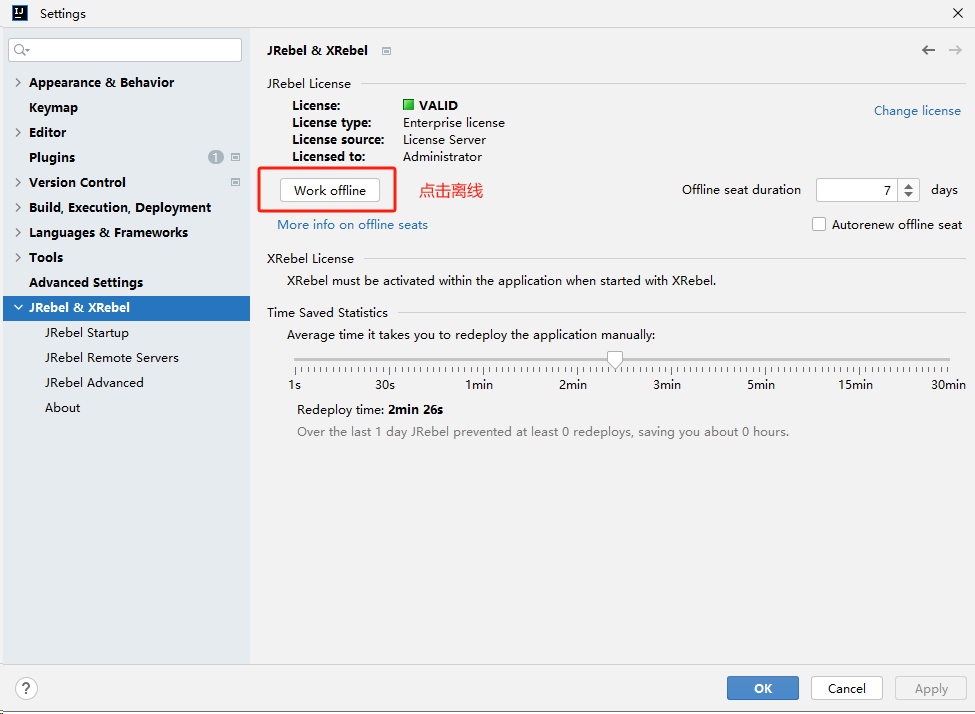 Settings
JRebel & XRebel
Appearance & Behavior
Keymap
Editor
Plugins 1
Version Control
Build, Execution, Deployment
Languages & Frameworks
Tools
Advanced Settings
JRebel & XRebel
JRebel Startup
JRebel Remote Servers
JRebel Advanced
About
JRebel License
License: VALID
Change license
License type: Enterprise license
License source: License Server
Licensed to: Administrator
Work offline 点击离线 Offline seat duration 7 days
More info on offline seats Autorenew offline seat
XRebel License
XRebel must be activated within the application when started with XRebel.
Time Saved Statistics
Average time it takes you to redeploy the application manually:
1s 30s 1min 2min 3min 5min 15min 30min
Redeploy time: 2min 26s
Over the last 1 day JRebel prevented at least 0 redeploys, saving you about 0 hours.
? OK Cancel Apply